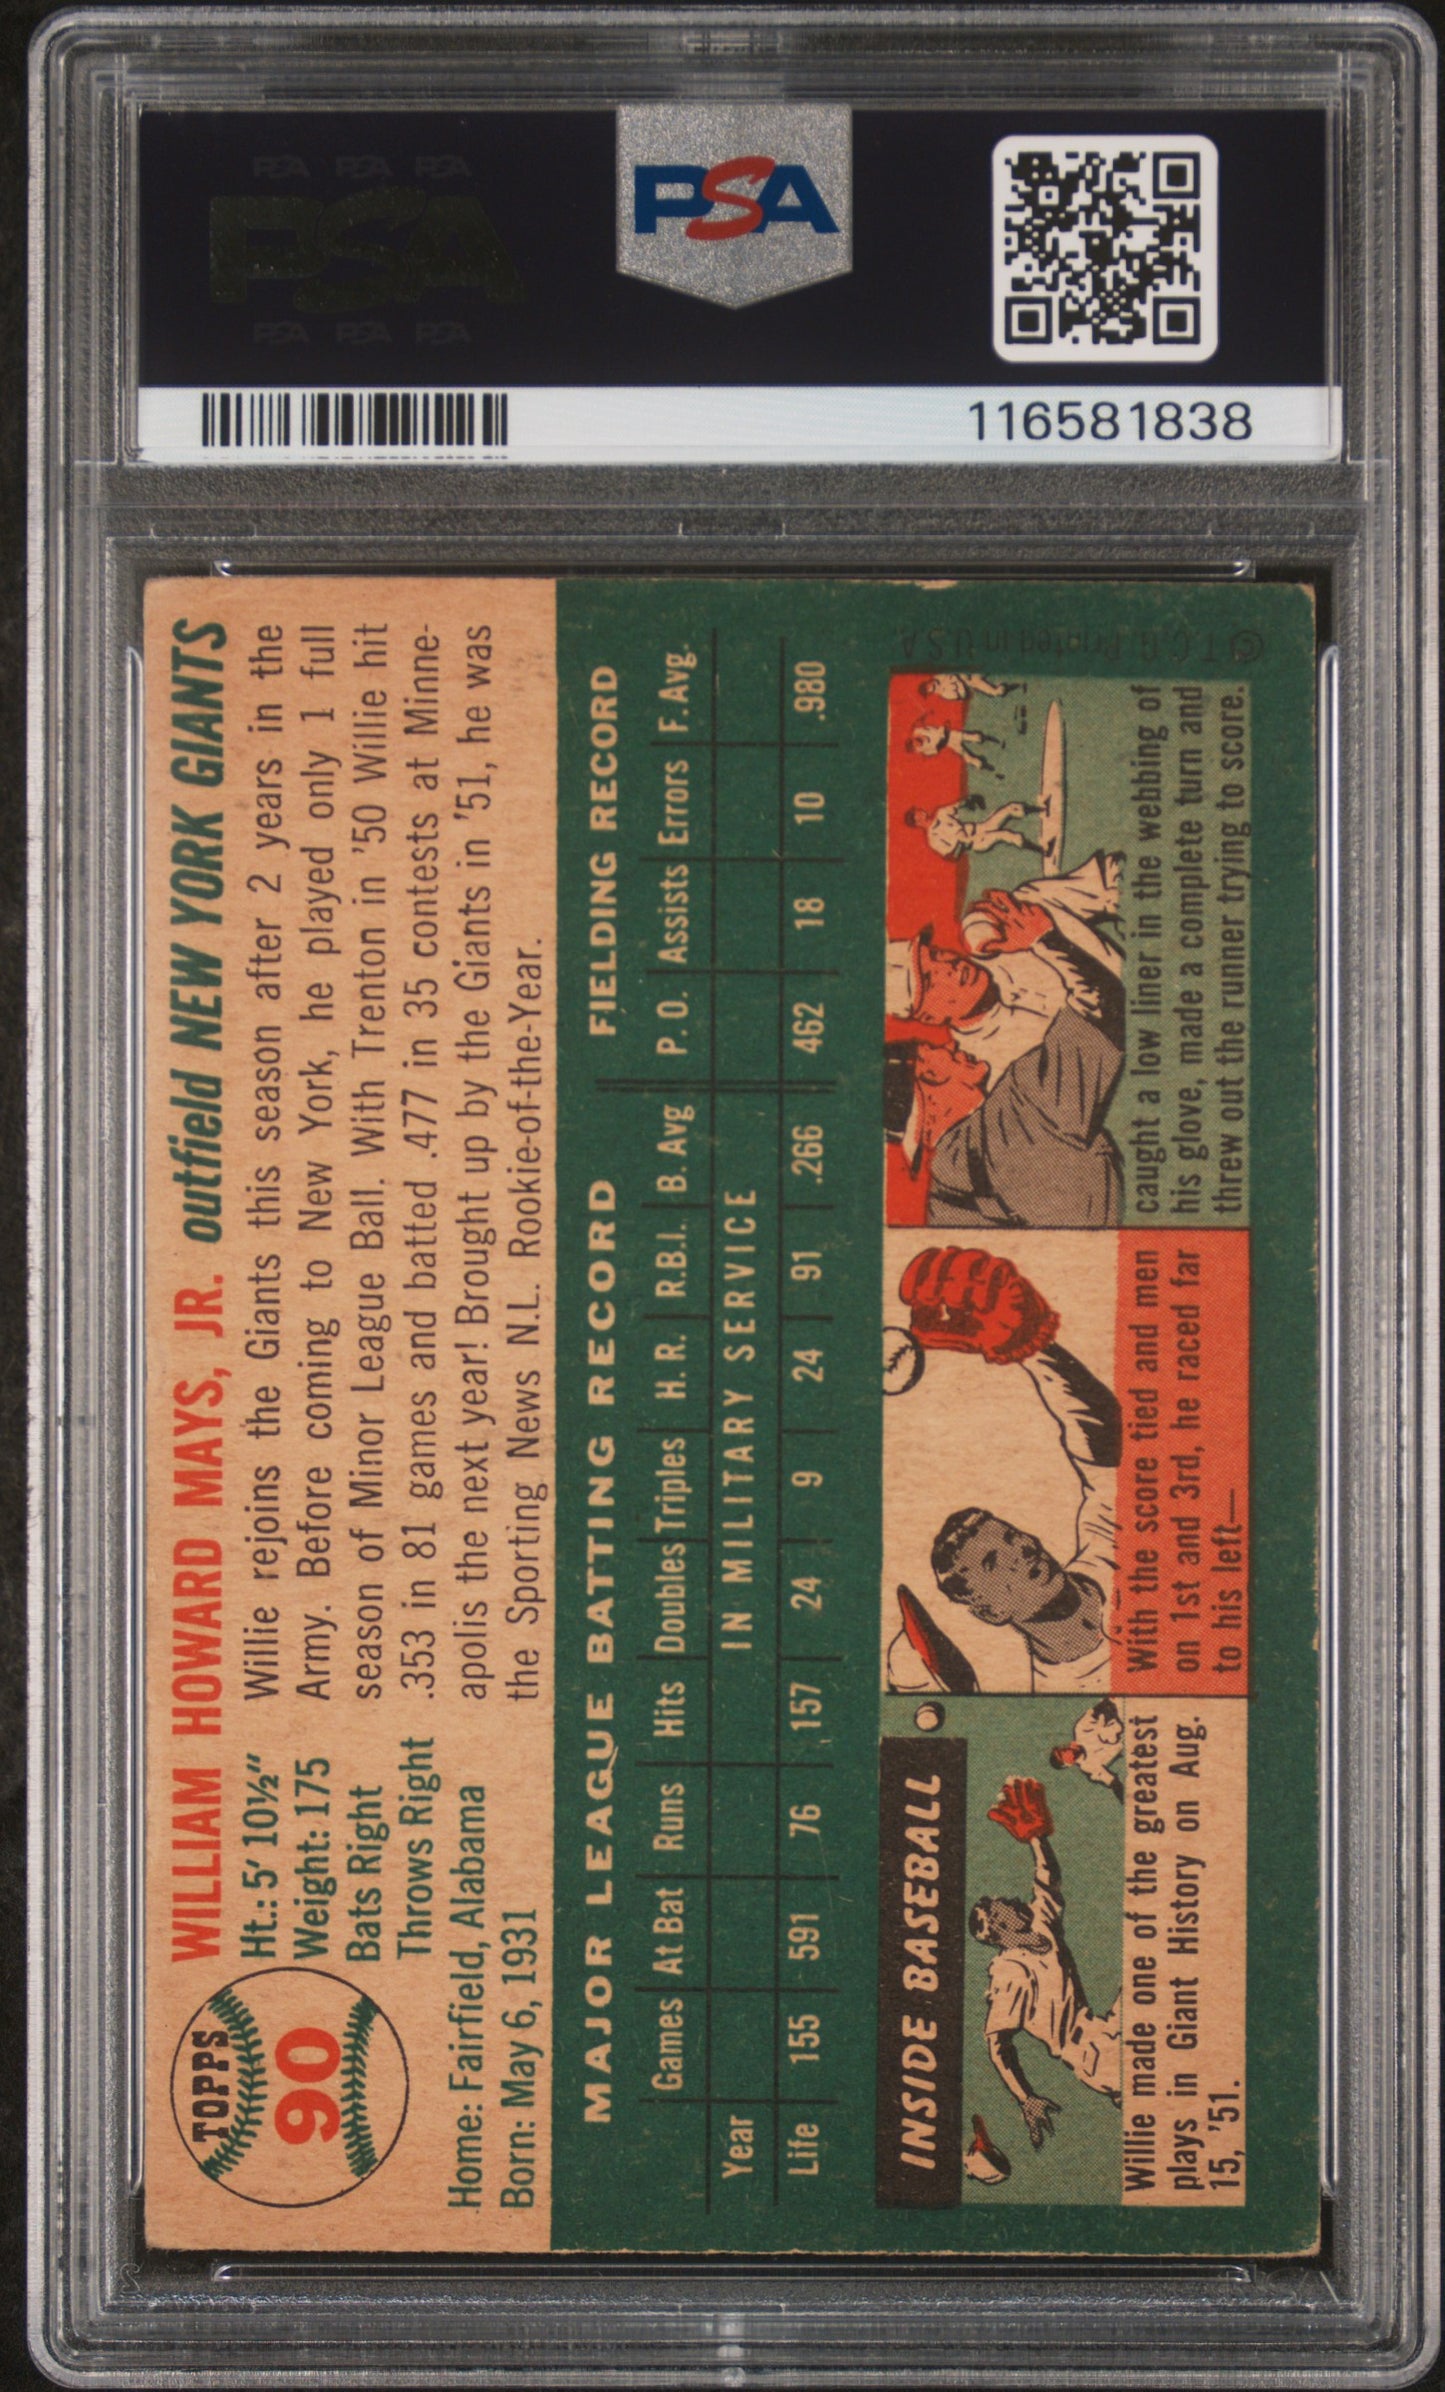 PSA PSA PSA
PSA
PSA PSA PSA
PSA
116581838
TOPPS
90
WILLIAM HOWARD MAYS, JR. outfield NEW YORK GIANTS
Ht.: 5' 10½"
Weight: 175
Bats Right
Throws Right
Home: Fairfield, Alabama
Born: May 6, 1931
Willie rejoins the Giants this season after 2 years in the
Army. Before coming to New York, he played only 1 full
season of Minor League Ball. With Trenton in '50 Willie hit
.353 in 81 games and batted .477 in 35 contests at Minne-
apolis the next year! Brought up by the Giants in '51, he was
the Sporting News N.L. Rookie-of-the-Year.
MAJOR LEAGUE BATTING RECORD FIELDING RECORD
Games At Bat Runs Hits Doubles Triples H. R. R.B.I. B. Avg P. O. Assists Errors F. Avg.
Year IN MILITARY SERVICE
Life 155 591 76 157 24 9 24 91 .266 462 18 10 .980
INSIDE BASEBALL
Willie made one of the greatest
plays in Giant History on Aug.
15, '51.
With the score tied and men
on 1st and 3rd, he raced far
to his left—
caught a low liner in the webbing of
his glove, made a complete turn and
threw out the runner trying to score.
© T.C.G. Printed in U.S.A.